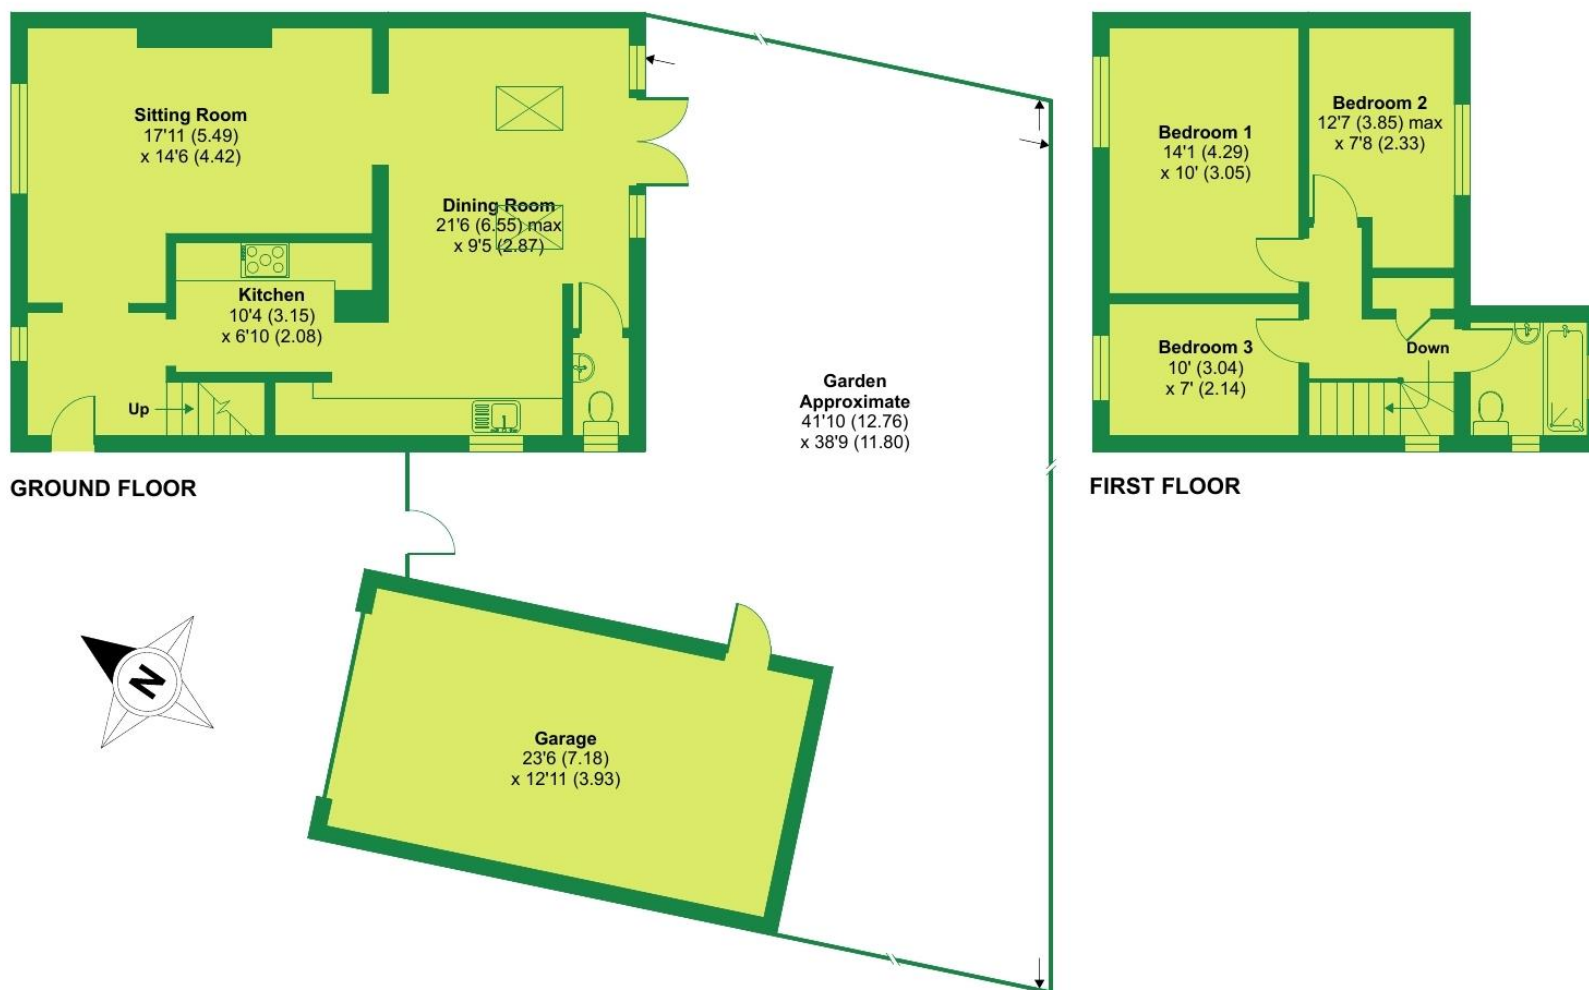 Sitting Room
17'11 (5.49)
x 14'6 (4.42)
Dining Room
21'6 (6.55) max
x 9'5 (2.87)
Kitchen
10'4 (3.15)
x 6'10 (2.08)
Up
GROUND FLOOR
Garden
Approximate
41'10 (12.76)
x 38'9 (11.80)
Garage
23'6 (7.18)
x 12'11 (3.93)
N
Bedroom 1
14'1 (4.29)
x 10' (3.05)
Bedroom 2
12'7 (3.85) max
x 7'8 (2.33)
Bedroom 3
10' (3.04)
x 7' (2.14)
Down
FIRST FLOOR